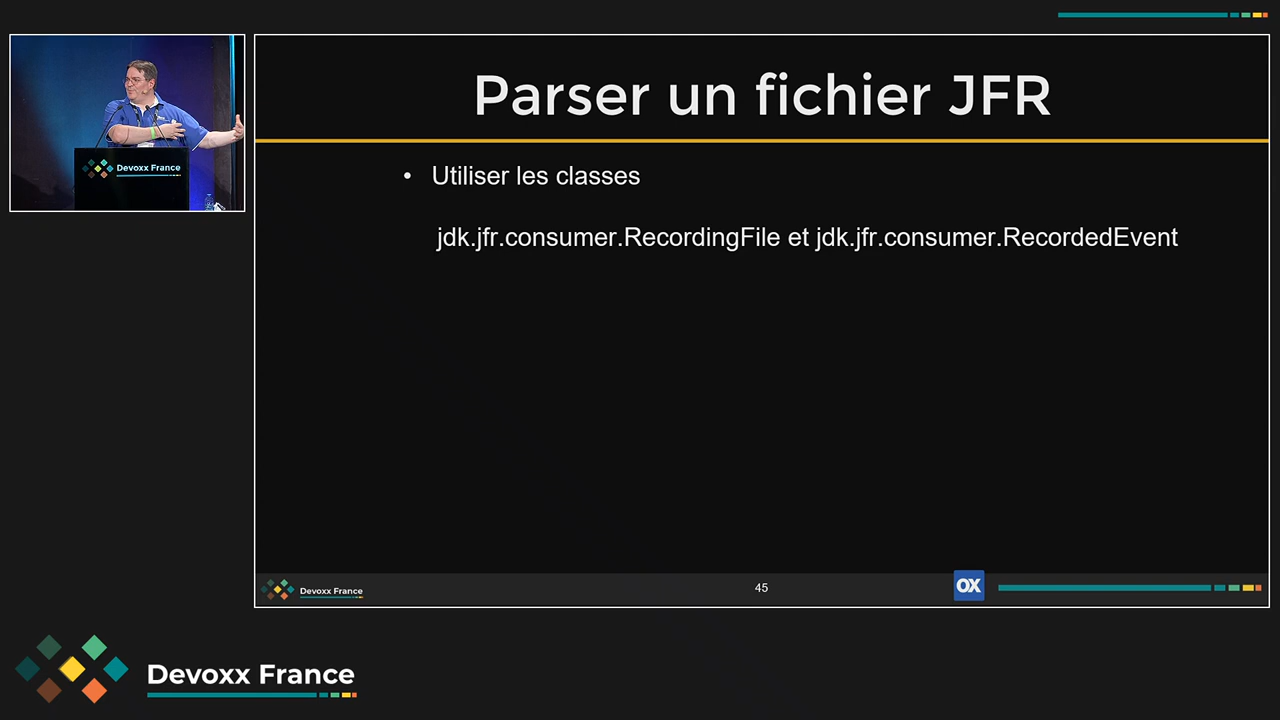 Parser un fichier JFR
• Utiliser les classes
jdk.jfr.consumer.RecordingFile et jdk.jfr.consumer.RecordedEvent
Devoxx France
Devoxx France
45
OX
Devoxx France